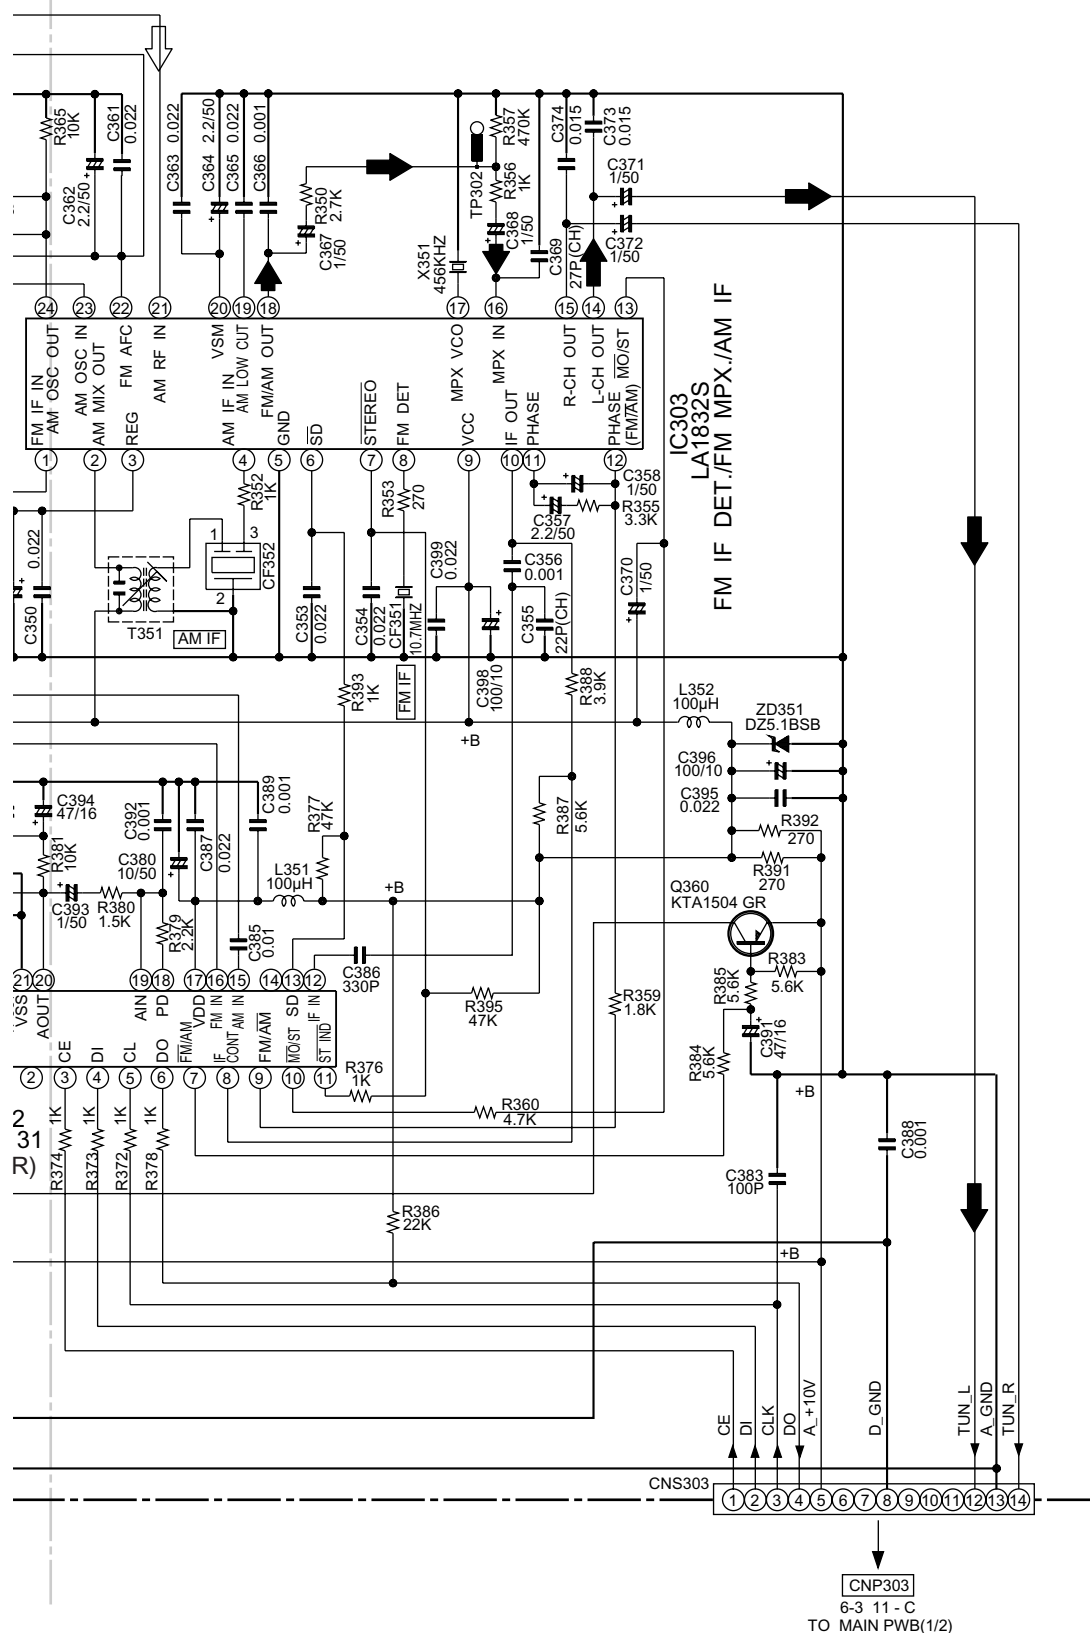 R365
10K
C362
2.2/50
C361
0.022
C363 0.022
C364 2.2/50
C365 0.022
C366 0.001
R350
2.7K
C367
1/50
TP302
R357
470K
R356
1K
C368
1/50
C369
X351
456KHZ
C374
0.015
C373
0.015
C371
1/50
C372
1/50
27P(CH)
24
23
22
21
20
19
18
17
16
15
14
13
FM IF IN
AM OSC OUT
AM OSC IN
AM MIX OUT
FM AFC
REG
AM RF IN
VSM
AM IF IN
AM LOW CUT
FM/AM OUT
GND
SD
STEREO
FM DET
MPX VCO
VCC
MPX IN
IF OUT
PHASE
R-CH OUT
L-CH OUT
MO/ST
PHASE
(FM/AM)
IC303
LA1832S
FM IF DET./FM MPX./AM IF
1
2
3
4
5
6
7
8
9
10
11
12
R352
1K
R353
270
C358
1/50
R355
3.3K
C357
2.2/50
0.022
C350
1
3
2
CF352
T351
AM IF
C353
0.022
C354
0.022
CF351
10.7MHZ
C399
0.022
C398
100/10
C356
0.001
C355
22P(CH)
C370
1/50
R393
1K
FM IF
+B
R388
3.9K
L352
100µH
ZD351
DZ5.1BSB
C396
100/10
C395
0.022
R392
270
R391
270
C394
47/16
R381
10K
C392
0.001
C380
10/50
C387
0.022
C389
0.001
R377
47K
R387
5.6K
L351
100µH
+B
C393
1/50
R380
1.5K
R379
2.2K
C385
0.01
C386
330P
Q360
KTA1504 GR
R383
5.6K
R385
5.6K
C391
47/16
R384
5.6K
R395
47K
R359
1.8K
21
20
19
18
17
16
15
14
13
12
VSS
AOUT
CE
DI
AIN
CL
PD
DO
VDD
FM/AM
FM IN
IF
CONT
AM IN
FM/AM
SD
MO/ST
IF IN
ST IND
2
3
4
5
6
7
8
9
10
11
R376
1K
R360
4.7K
+B
C388
0.001
C383
100P
2
31
R)
R374 1K
R373 1K
R372 1K
R378 1K
R386
22K
+B
CE
DI
CLK
DO
A_+10V
D_GND
TUN_L
A_GND
TUN_R
CNS303
1
2
3
4
5
6
7
8
9
10
11
12
13
14
CNP303
6-3 11 - C
TO MAIN PWB(1/2)